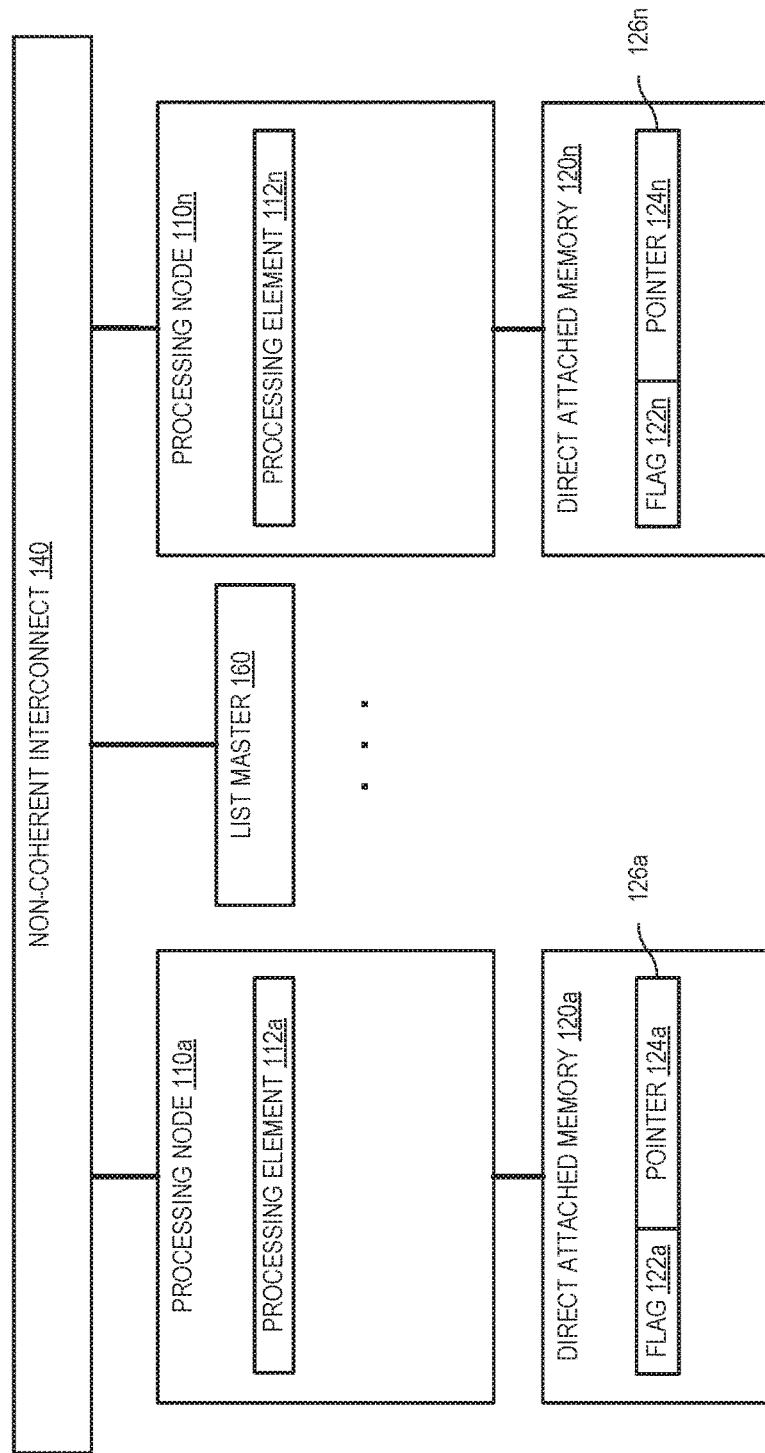 NON-COHERENT INTERCONNECT 140
PROCESSING NODE 110a
PROCESSING ELEMENT 112a
LIST MASTER 160
. . .
PROCESSING NODE 110n
PROCESSING ELEMENT 112n
DIRECT ATTACHED MEMORY 120a
FLAG 122a
POINTER 124a
126a
DIRECT ATTACHED MEMORY 120n
FLAG 122n
POINTER 124n
126n